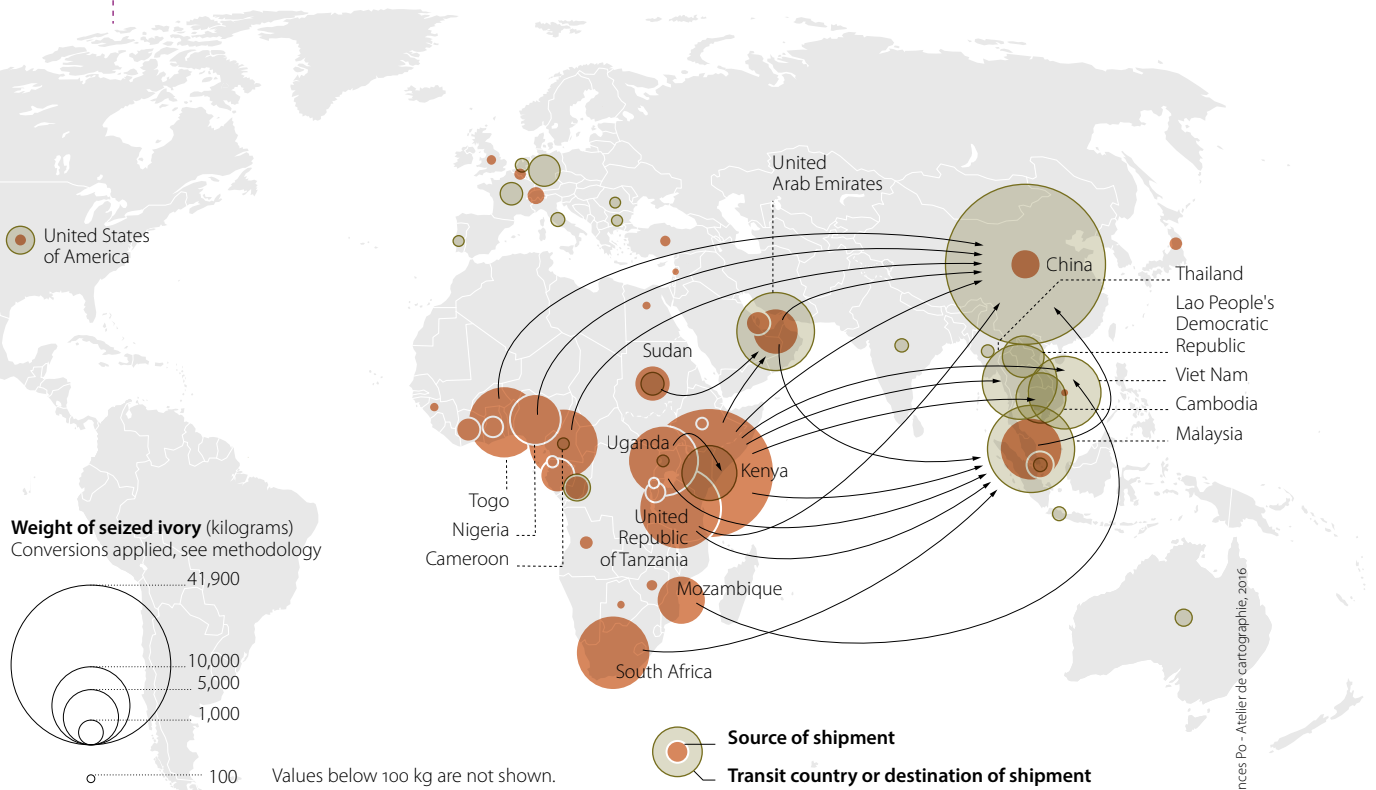 United
Arab Emirates
United States
of America
China
Thailand
Lao People's
Democratic
Republic
Viet Nam
Cambodia
Malaysia
Sudan
Uganda
Kenya
Togo
Nigeria
Cameroon
United
Republic
of Tanzania
Mozambique
South Africa
Weight of seized ivory (kilograms)
Conversions applied, see methodology
41,900
10,000
5,000
1,000
100
Values below 100 kg are not shown.
Source of shipment
Transit country or destination of shipment
nces Po - Atelier de cartographie, 2016